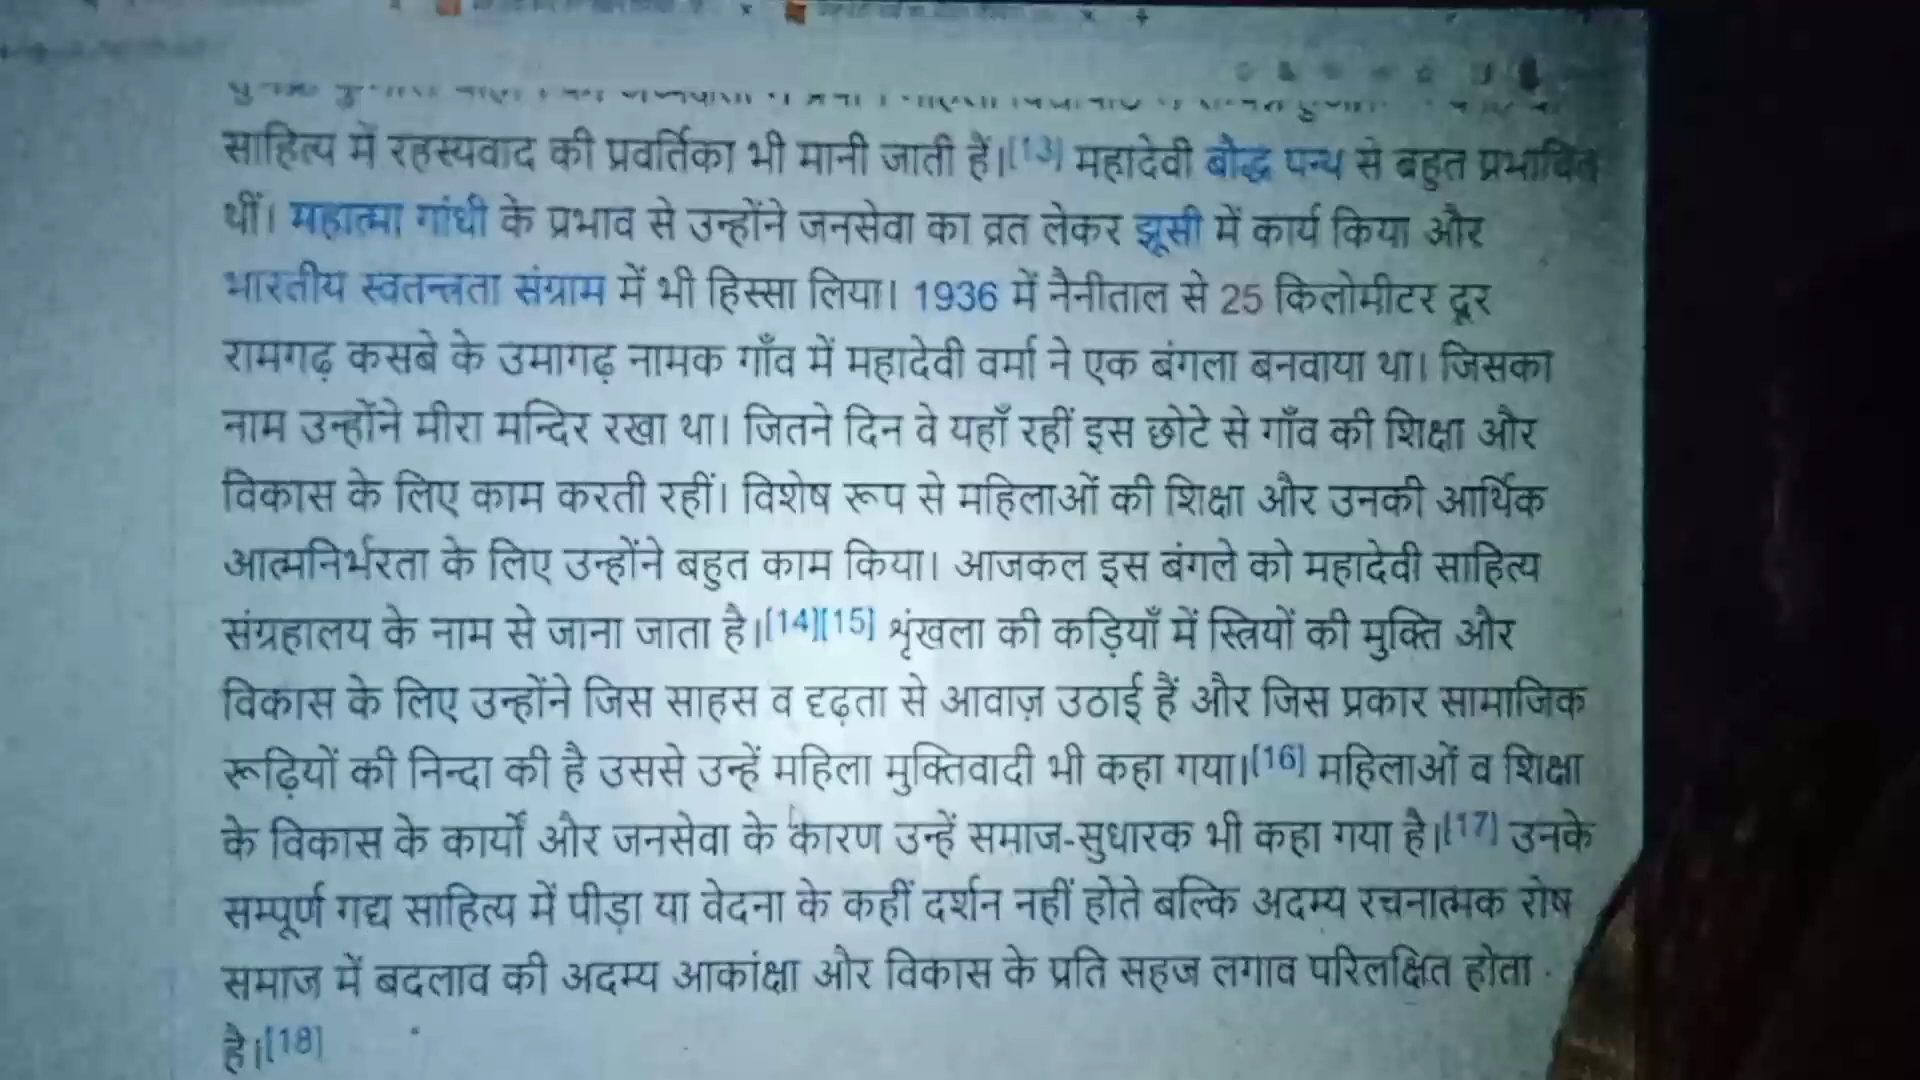 साहित्य में रहस्यवाद की प्रवर्तिका भी मानी जाती हैं।[13] महादेवी बौद्ध पन्थ से बहुत प्रभावित
थीं। महात्मा गांधी के प्रभाव से उन्होंने जनसेवा का व्रत लेकर झूसी में कार्य किया और
भारतीय स्वतन्त्रता संग्राम में भी हिस्सा लिया। 1936 में नैनीताल से 25 किलोमीटर दूर
रामगढ़ कसबे के उमागढ़ नामक गाँव में महादेवी वर्मा ने एक बंगला बनवाया था। जिसका
नाम उन्होंने मीरा मन्दिर रखा था। जितने दिन वे यहाँ रहीं इस छोटे से गाँव की शिक्षा और
विकास के लिए काम करती रहीं। विशेष रूप से महिलाओं की शिक्षा और उनकी आर्थिक
आत्मनिर्भरता के लिए उन्होंने बहुत काम किया। आजकल इस बंगले को महादेवी साहित्य
संग्रहालय के नाम से जाना जाता है।[14][15] शृंखला की कड़ियाँ में स्त्रियों की मुक्ति और
विकास के लिए उन्होंने जिस साहस व दृढ़ता से आवाज़ उठाई हैं और जिस प्रकार सामाजिक
रूढ़ियों की निन्दा की है उससे उन्हें महिला मुक्तिवादी भी कहा गया।[16] महिलाओं व शिक्षा
के विकास के कार्यों और जनसेवा के कारण उन्हें समाज-सुधारक भी कहा गया है।[17] उनके
सम्पूर्ण गद्य साहित्य में पीड़ा या वेदना के कहीं दर्शन नहीं होते बल्कि अदम्य रचनात्मक रोष
समाज में बदलाव की अदम्य आकांक्षा और विकास के प्रति सहज लगाव परिलक्षित होता
है।[18]